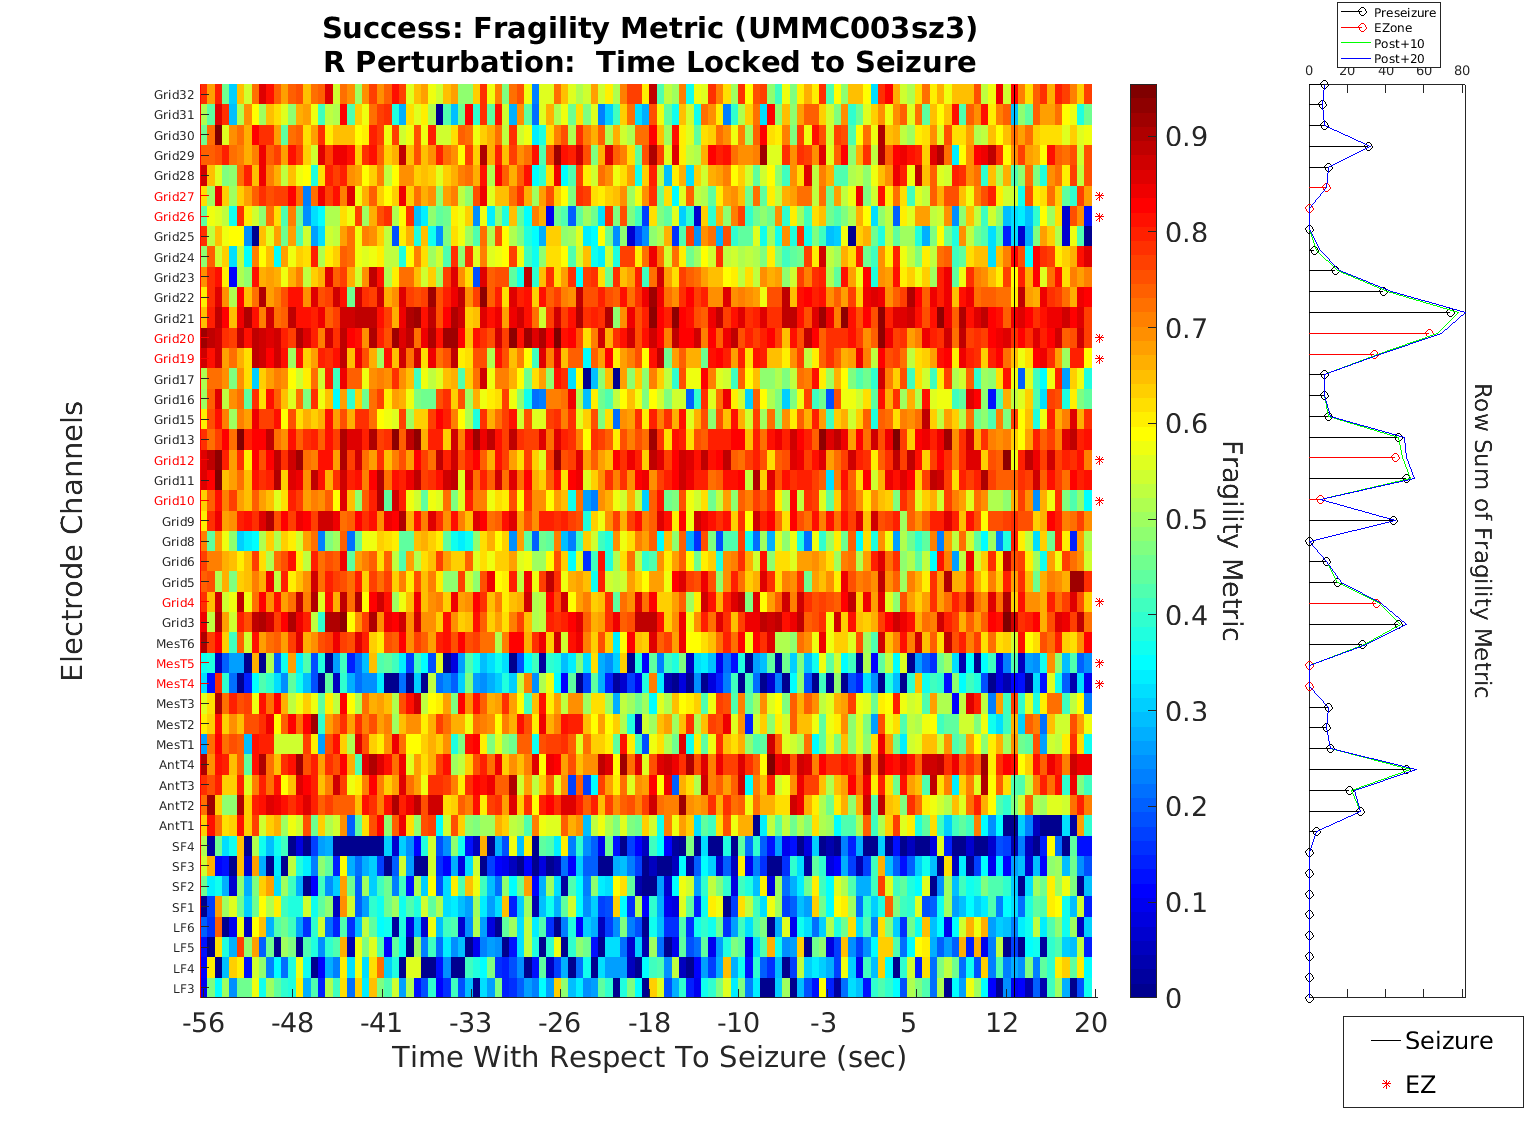 Success: Fragility Metric (UMMC003sz3)
R Perturbation:  Time Locked to Seizure
Preseizure
EZone
Post+10
Post+20
0 20 40 60 80
Electrode Channels
Grid32
Grid31
Grid30
Grid29
Grid28
Grid27
Grid26
Grid25
Grid24
Grid23
Grid22
Grid21
Grid20
Grid19
Grid17
Grid16
Grid15
Grid13
Grid12
Grid11
Grid10
Grid9
Grid8
Grid6
Grid5
Grid4
Grid3
MesT6
MesT5
MesT4
MesT3
MesT2
MesT1
AntT4
AntT3
AntT2
AntT1
SF4
SF3
SF2
SF1
LF6
LF5
LF4
LF3
-56 -48 -41 -33 -26 -18 -10 -3 5 12 20
Time With Respect To Seizure (sec)
0.9
0.8
0.7
0.6
0.5
0.4
0.3
0.2
0.1
0
Fragility Metric
Row Sum of Fragility Metric
Seizure
EZ